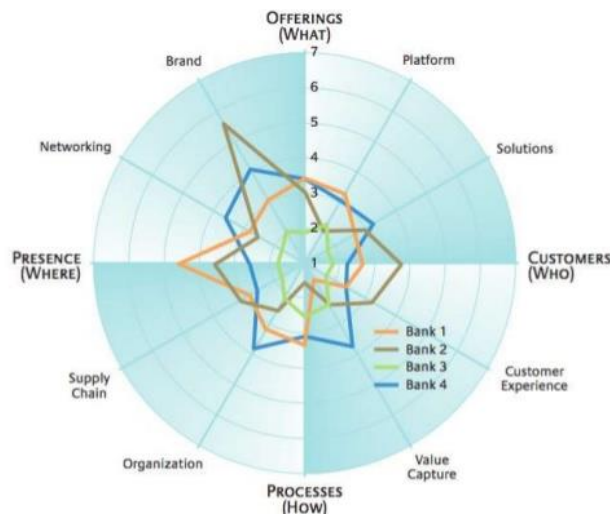 OFFERINGS
(WHAT)
Brand
Platform
Networking
Solutions
7
6
5
4
3
2
1
PRESENCE
(WHERE)
CUSTOMERS
(WHO)
Bank 1
Bank 2
Bank 3
Bank 4
Supply
Chain
Customer
Experience
Organization
Value
Capture
PROCESSES
(HOW)